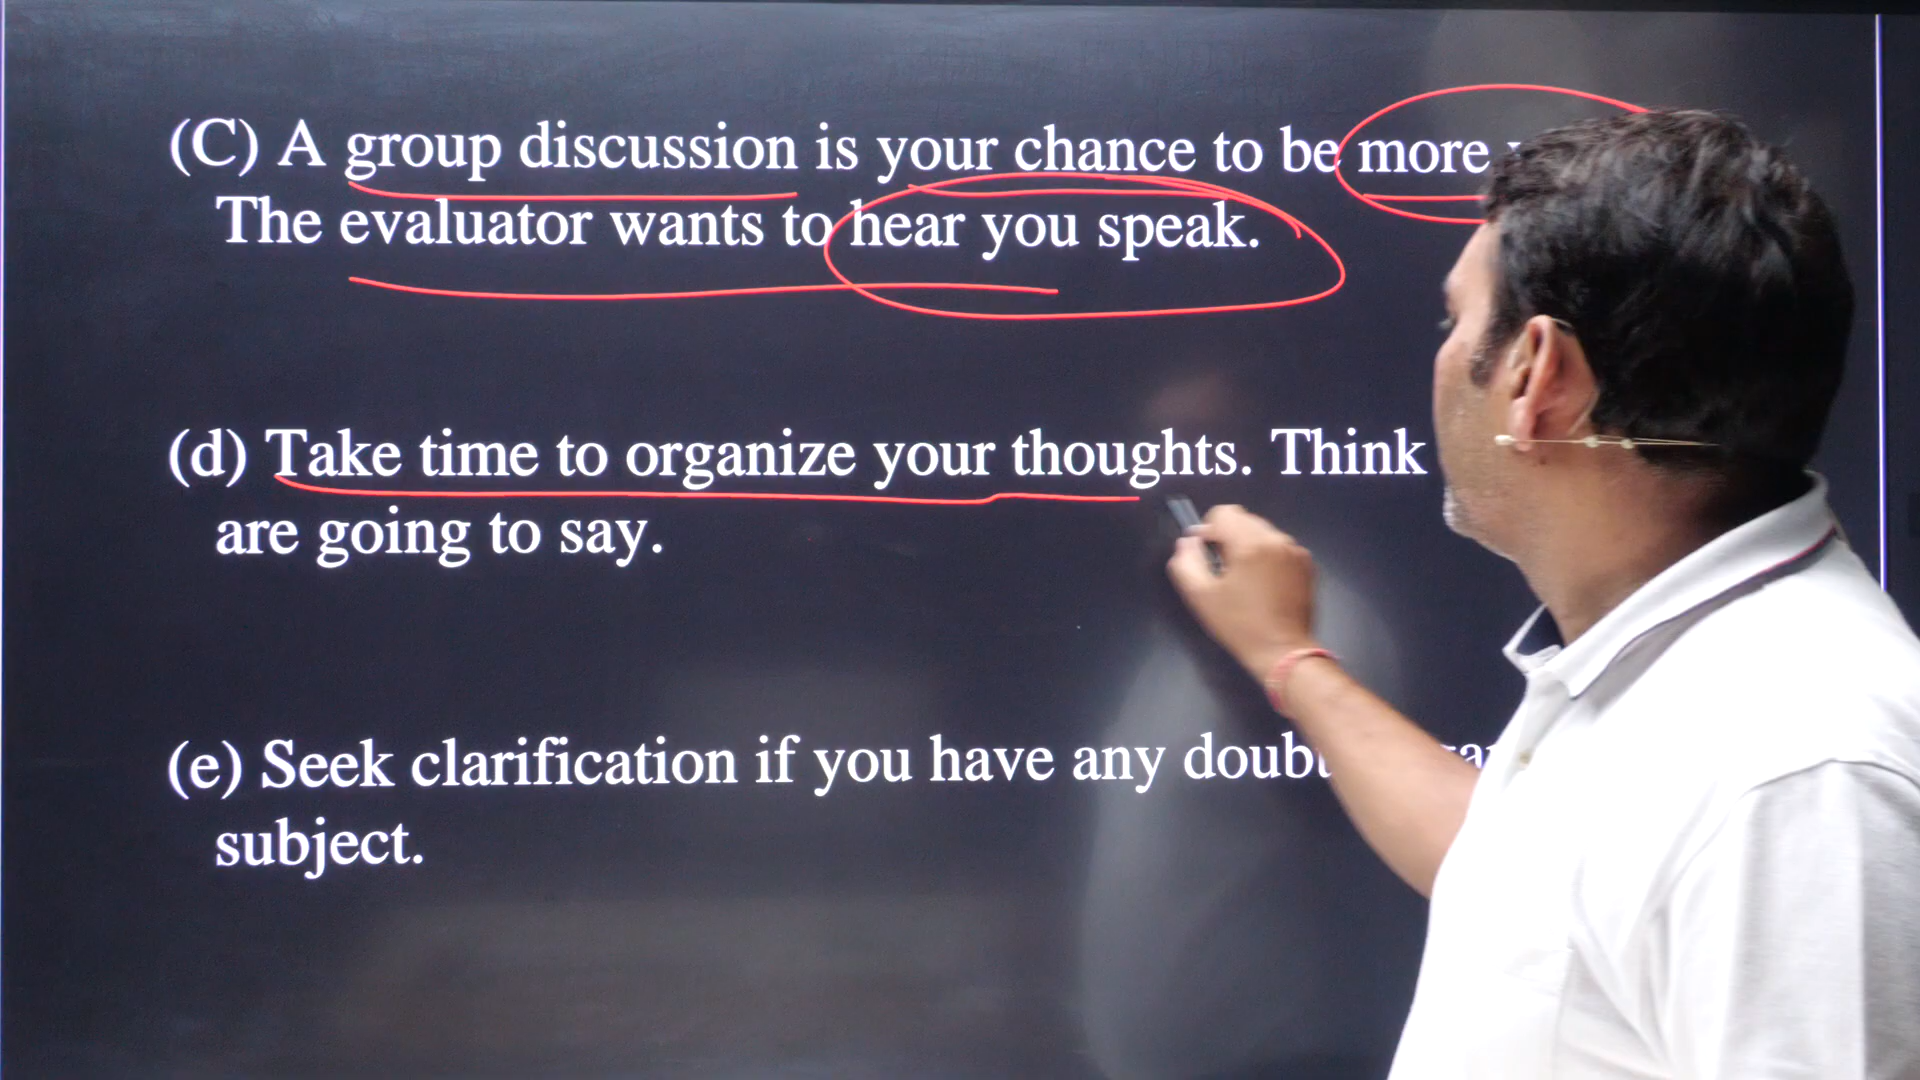 (C) A group discussion is your chance to be more
The evaluator wants to hear you speak.
(d) Take time to organize your thoughts. Think
are going to say.
(e) Seek clarification if you have any
subject.